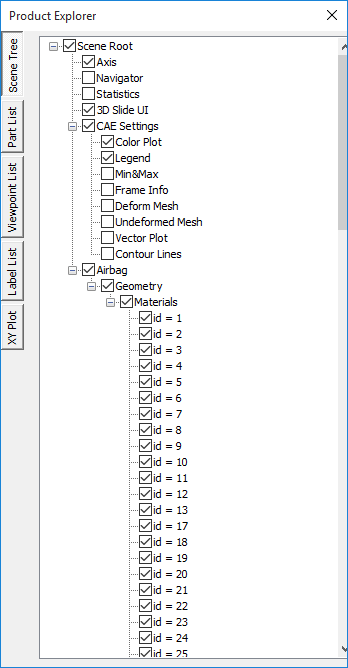 Product Explorer
Scene Tree
Part List
Viewpoint List
Label List
XY Plot
Scene Root
Axis
Navigator
Statistics
3D Slide UI
CAE Settings
Color Plot
Legend
Min&Max
Frame Info
Deform Mesh
Undeformed Mesh
Vector Plot
Contour Lines
Airbag
Geometry
Materials
id = 1
id = 2
id = 3
id = 4
id = 5
id = 6
id = 7
id = 8
id = 9
id = 10
id = 11
id = 12
id = 13
id = 17
id = 18
id = 19
id = 20
id = 21
id = 22
id = 23
id = 24
id = 25